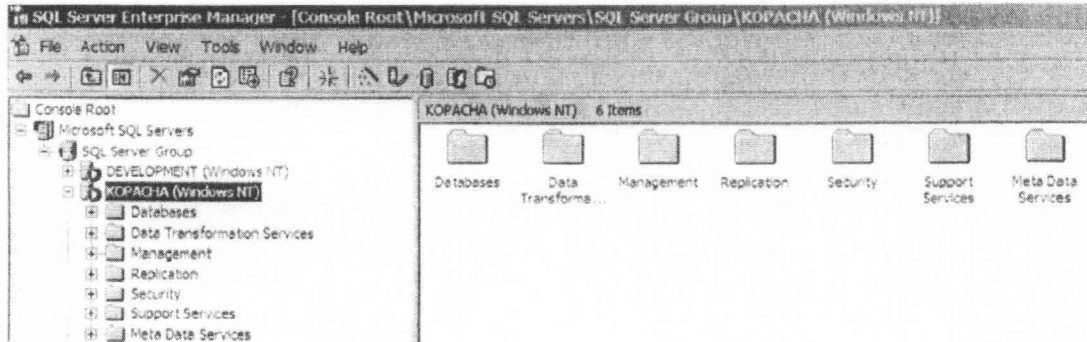 SQL Server Enterprise Manager - [Console Root\Microsoft SQL Servers\SQL Server Group\KOPACHA (Windows NT)]
File Action View Tools Window Help
Console Root
Microsoft SQL Servers
SQL Server Group
DEVELOPMENT (Windows NT)
KOPACHA (Windows NT)
Databases
Data Transformation Services
Management
Replication
Security
Support Services
Meta Data Services
KOPACHA (Windows NT) 6 Items
Databases
Data Transforma...
Management
Replication
Security
Support Services
Meta Data Services